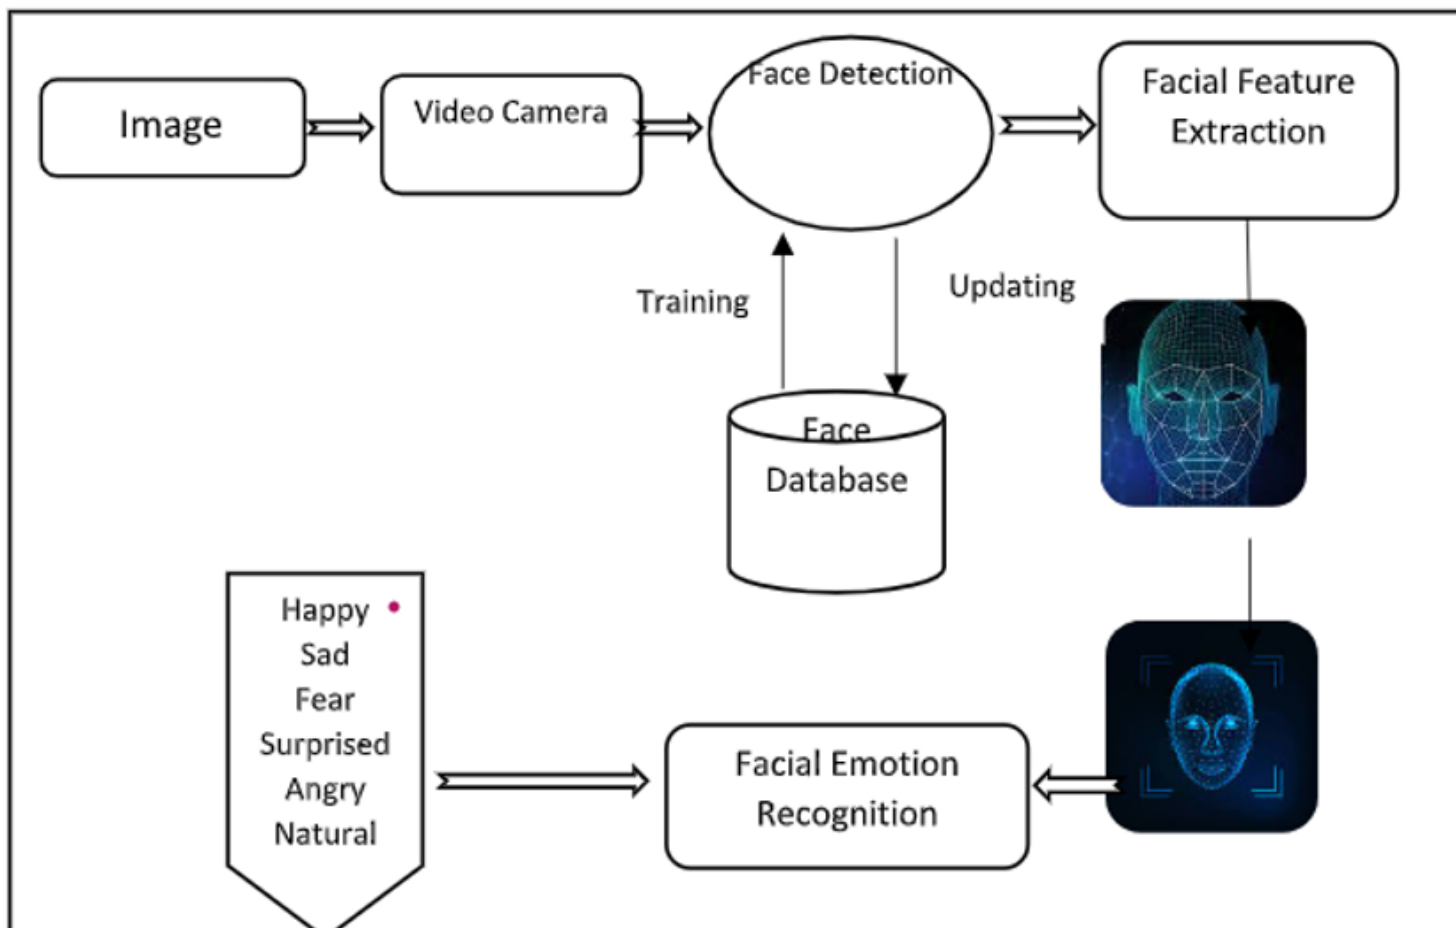 Image
Video Camera
Face Detection
Facial Feature
Extraction
Training
Updating
Face
Database
Happy
Sad
Fear
Surprised
Angry
Natural
Facial Emotion
Recognition